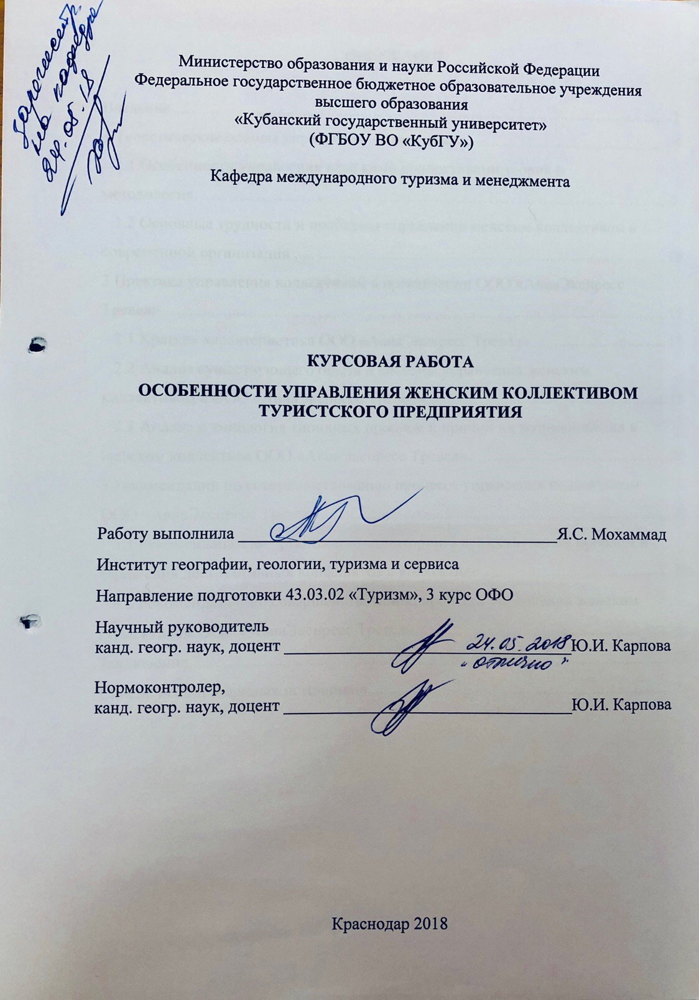 зарегистр.
на кафедре
24.05.18
Министерство образования и науки Российской Федерации
Федеральное государственное бюджетное образовательное учреждения
высшего образования
«Кубанский государственный университет»
(ФГБОУ ВО «КубГУ»)
Кафедра международного туризма и менеджмента
КУРСОВАЯ РАБОТА
ОСОБЕННОСТИ УПРАВЛЕНИЯ ЖЕНСКИМ КОЛЛЕКТИВОМ
ТУРИСТСКОГО ПРЕДПРИЯТИЯ
Работу выполнила Я.С. Мохаммад
Институт географии, геологии, туризма и сервиса
Направление подготовки 43.03.02 «Туризм», 3 курс ОФО
Научный руководитель
канд. геогр. наук, доцент 24.05.2018 Ю.И. Карпова
"отлично"
Нормоконтролер,
канд. геогр. наук, доцент Ю.И. Карпова
Краснодар 2018